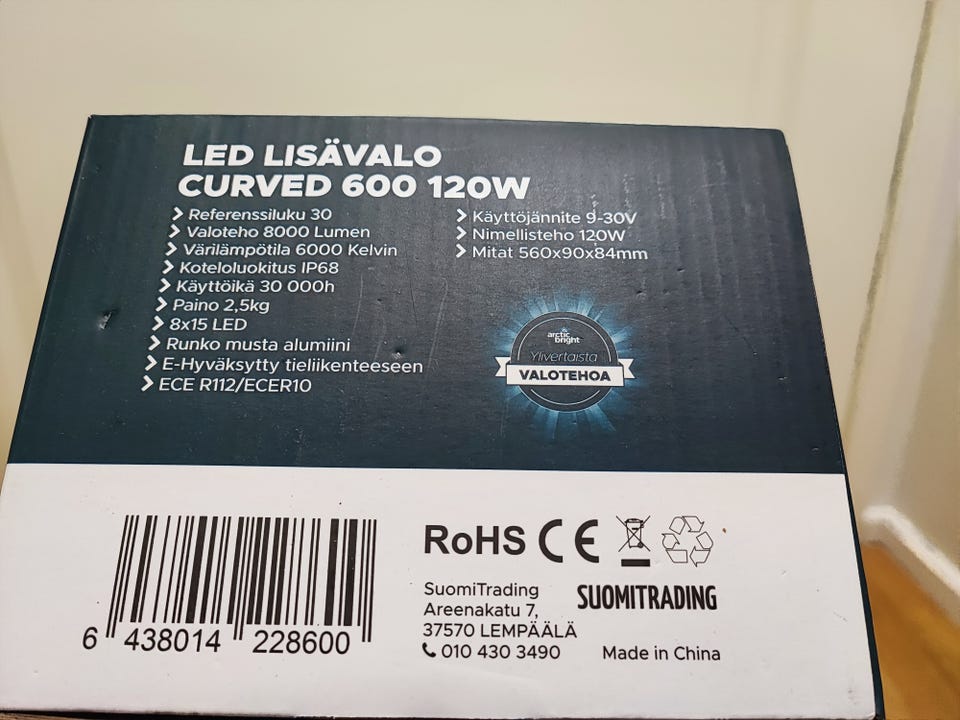 LED LISÄVALO
CURVED 600 120W
Referenssiluku 30
Valoteho 8000 Lumen
Värilämpötila 6000 Kelvin
Koteloluokitus IP68
Käyttöikä 30 000h
Paino 2,5kg
8x15 LED
Runko musta alumiini
E-Hyväksytty tieliikenteeseen
ECE R112/ECER10
Käyttöjännite 9-30V
Nimellisteho 120W
Mitat 560x90x84mm
arctic
bright
Ylivertaista
VALOTEHOA
6 438014 228600
RoHS CE
SuomiTrading
Areenakatu 7,
37570 LEMPÄÄLÄ
010 430 3490
SUOMITRADING
Made in China